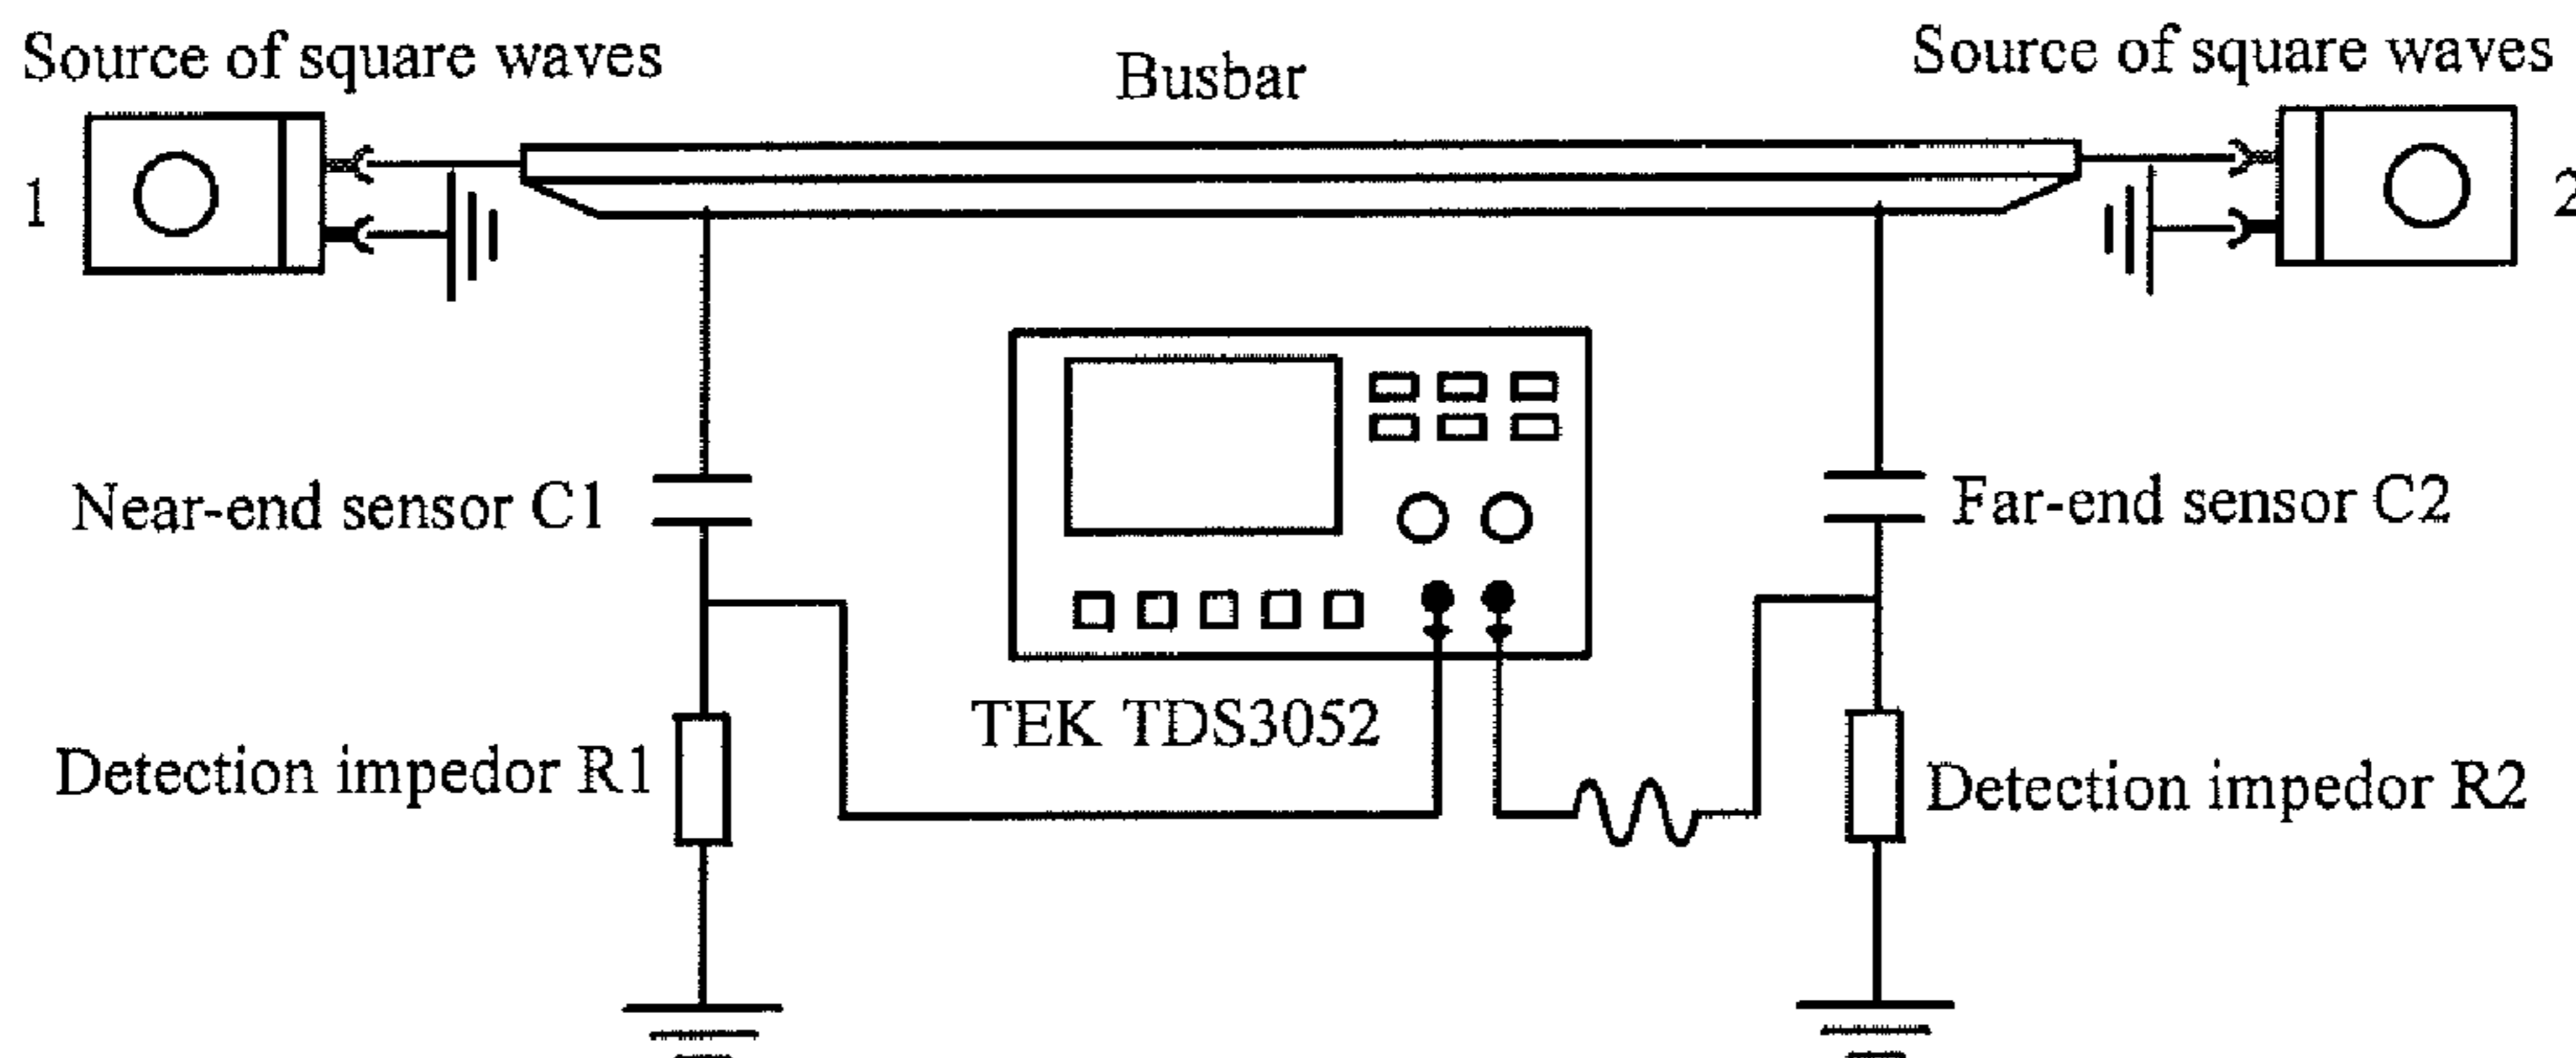 Source of square waves
Busbar
Source of square waves
1
2
Near-end sensor C1
Far-end sensor C2
TEK TDS3052
Detection impedor R1
Detection impedor R2